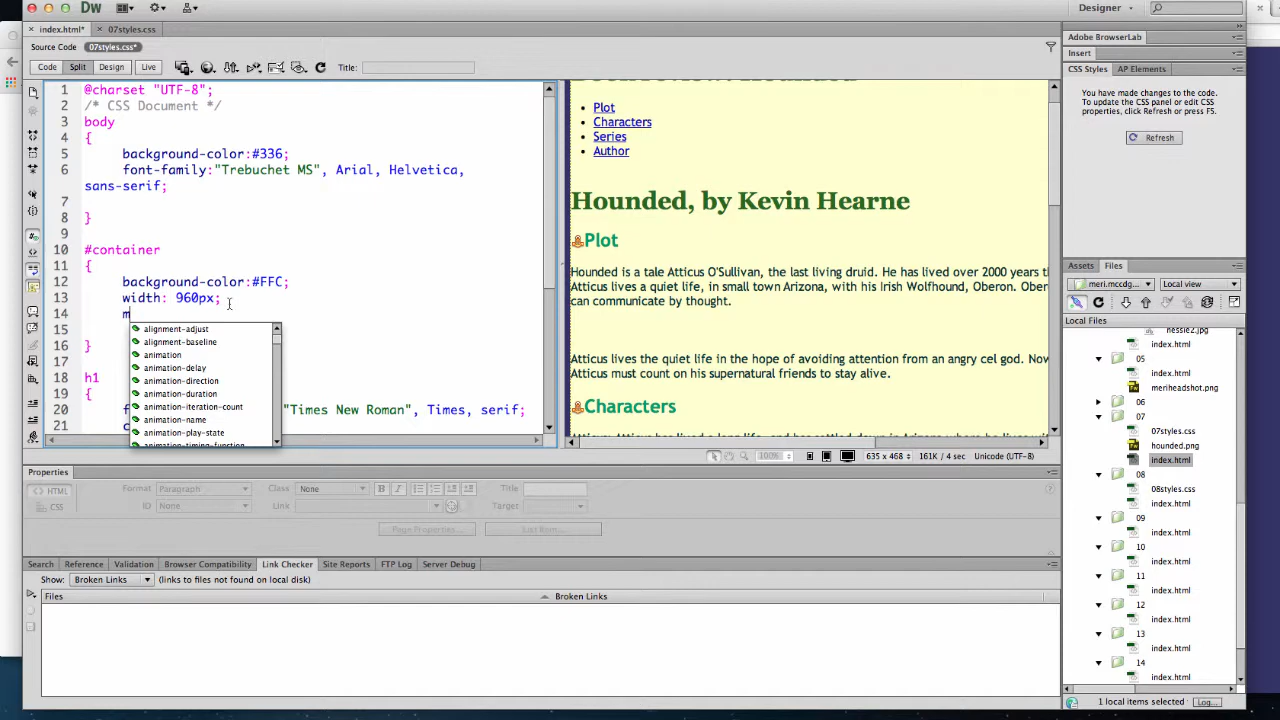 Dw
Designer
index.html*
07styles.css
Source Code
07styles.css*
Code
Split
Design
Live
Title:
1 @charset "UTF-8";
2 /* CSS Document */
3 body
4 {
5 background-color:#336;
6 font-family:"Trebuchet MS", Arial, Helvetica,
sans-serif;
7
8 }
9
10 #container
11 {
12 background-color:#FFC;
13 width: 960px;
14 m
15
16 }
17
18 h1
19 {
20 f "Times New Roman", Times, serif;
21 c
alignment-adjust
alignment-baseline
animation
animation-delay
animation-direction
animation-duration
animation-iteration-count
animation-name
animation-play-state
animation-timing-function
Plot
Characters
Series
Author
Hounded, by Kevin Hearne
Plot
Hounded is a tale Atticus O'Sullivan, the last living druid. He has lived over 2000 years
Atticus lives a quiet life, in small town Arizona, with his Irish Wolfhound, Oberon.
can communicate by thought.
Atticus lives the quiet life in the hope of avoiding attention from an angry cel god.
Atticus must count on his supernatural friends to stay alive.
Characters
100%
635 x 468
161K / 4 sec
Unicode (UTF-8)
Properties
HTML
CSS
Format
Paragraph
ID
None
Class
None
Link
B
I
Title
Target
Page Properties...
List Item...
Search
Reference
Validation
Browser Compatibility
Link Checker
Site Reports
FTP Log
Server Debug
Show:
Broken Links
(links to files not found on local disk)
Files
Broken Links
Adobe BrowserLab
Insert
CSS Styles
AP Elements
You have made changes to the code.
To update the CSS panel or edit CSS
properties, click Refresh or press F5.
Refresh
Assets
Files
meri.mccdg...
Local view
Local Files
nessie2.jpg
index.html
05
index.html
meriheadshot.png
06
07
07styles.css
hounded.png
index.html
08
08styles.css
index.html
09
index.html
10
index.html
11
index.html
12
index.html
13
index.html
14
index.html
1 local items selected
Log...